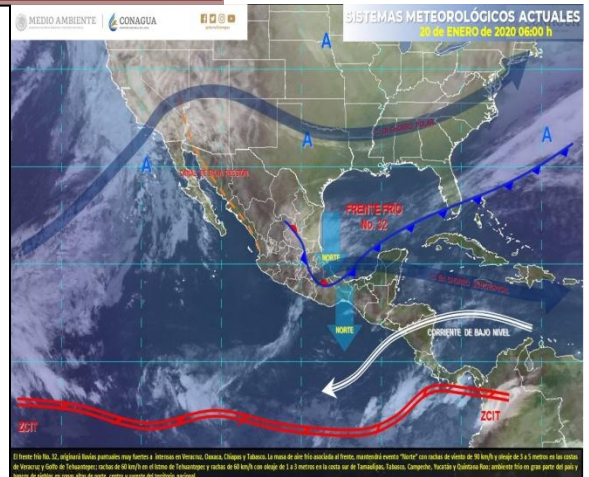 MEDIO AMBIENTE
CONAGUA
SISTEMAS METEOROLÓGICOS ACTUALES
20 de ENERO de 2020 06:00 h
A
A
A
A
CANAL DE BAJA PRESIÓN
FRENTE FRÍO
No. 32
NORTE
NORTE
CORRIENTE DE BAJO NIVEL
ZCIT
ZCIT
El frente frío No. 32, originará lluvias puntuales muy fuertes a intensas en Veracruz, Oaxaca, Chiapas y Tabasco. La masa de aire frío asociada al frente, mantendrá evento "Norte" con rachas de viento de 90 km/h y oleaje de 3 a 5 metros en las costas
de Veracruz y Golfo de Tehuantepec; rachas de 60 km/h en el Istmo de Tehuantepec y rachas de 60 km/h con oleaje de 1 a 3 metros en la costa sur de Tamaulipas, Tabasco, Campeche, Yucatán y Quintana Roo; ambiente frío en gran parte del país y